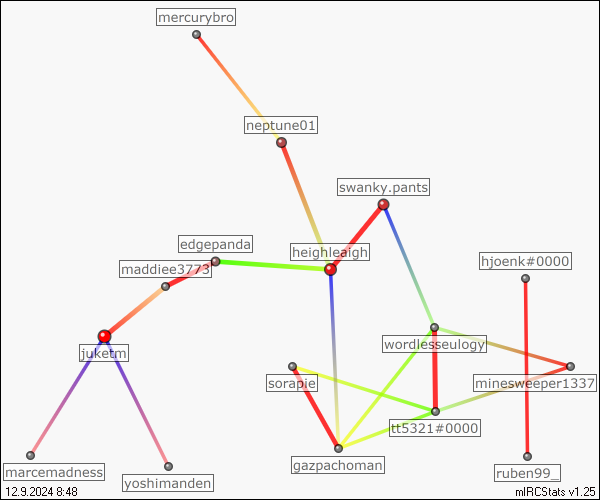 mercurybro
neptune01
swanky.pants
edgepanda
heighleaigh
hjoenk#0000
maddiee3773
wordlesseulogy
juketm
sorapie
minesweeper1337
tt5321#0000
gazpachoman
marcemadness
ruben99_
yoshimanden
12.9.2024 8:48
mIRCStats v1.25